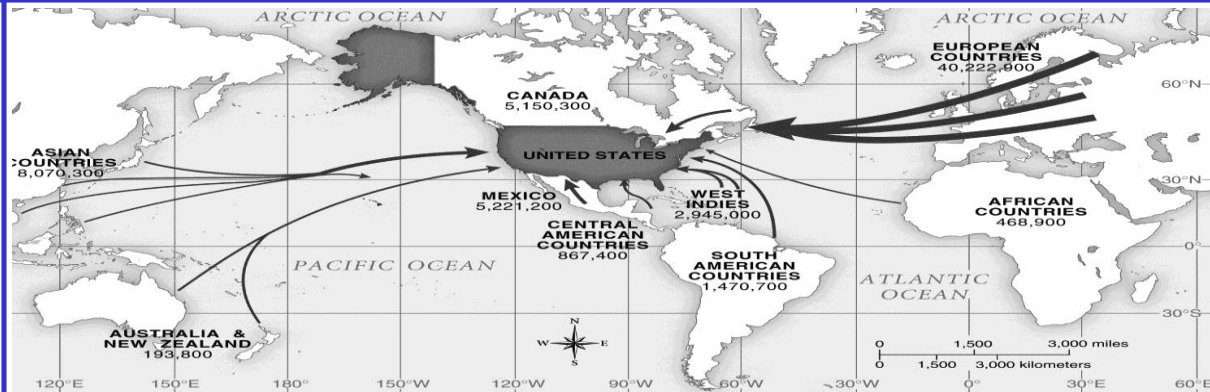 ARCTIC OCEAN
ARCTIC OCEAN
EUROPEAN
COUNTRIES
40,222,900
60°N
CANADA
5,150,300
ASIAN
COUNTRIES
8,070,300
UNITED STATES
30°N
MEXICO
5,221,200
WEST
INDIES
2,945,000
AFRICAN
COUNTRIES
468,900
CENTRAL
AMERICAN
COUNTRIES
867,400
0°
PACIFIC OCEAN
SOUTH
AMERICAN
COUNTRIES
1,470,700
ATLANTIC
OCEAN
30°S
AUSTRALIA &
NEW ZEALAND
193,800
N
W E
S
0 1,500 3,000 miles
0 1,500 3,000 kilometers
120°E 150°E 180° 150°W 120°W 90°W 60°W 30°W 0° 30°E 60°E